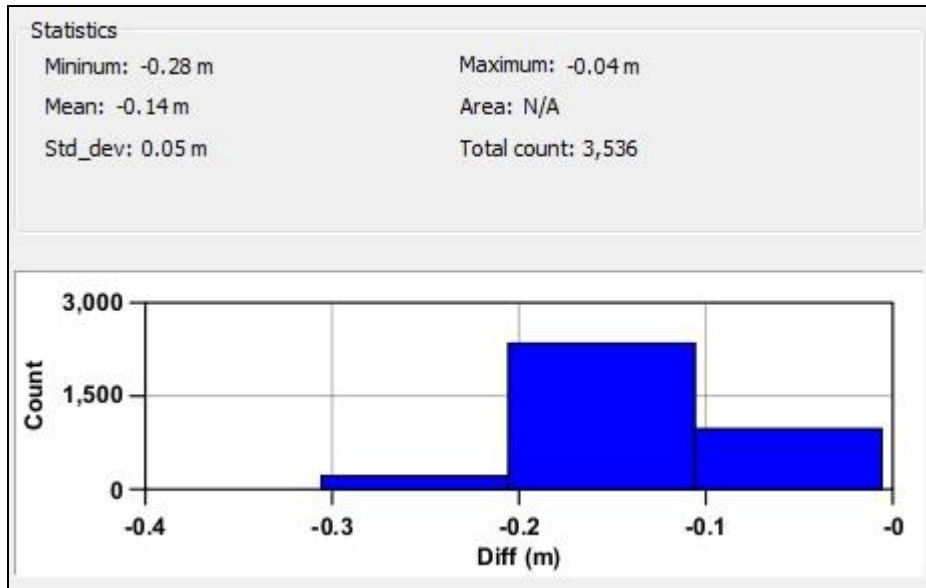 Statistics
Mininum: -0.28 m
Maximum: -0.04 m
Mean: -0.14 m
Area: N/A
Std_dev: 0.05 m
Total count: 3,536
3,000
1,500
0
Count
-0.4
-0.3
-0.2
-0.1
-0
Diff (m)